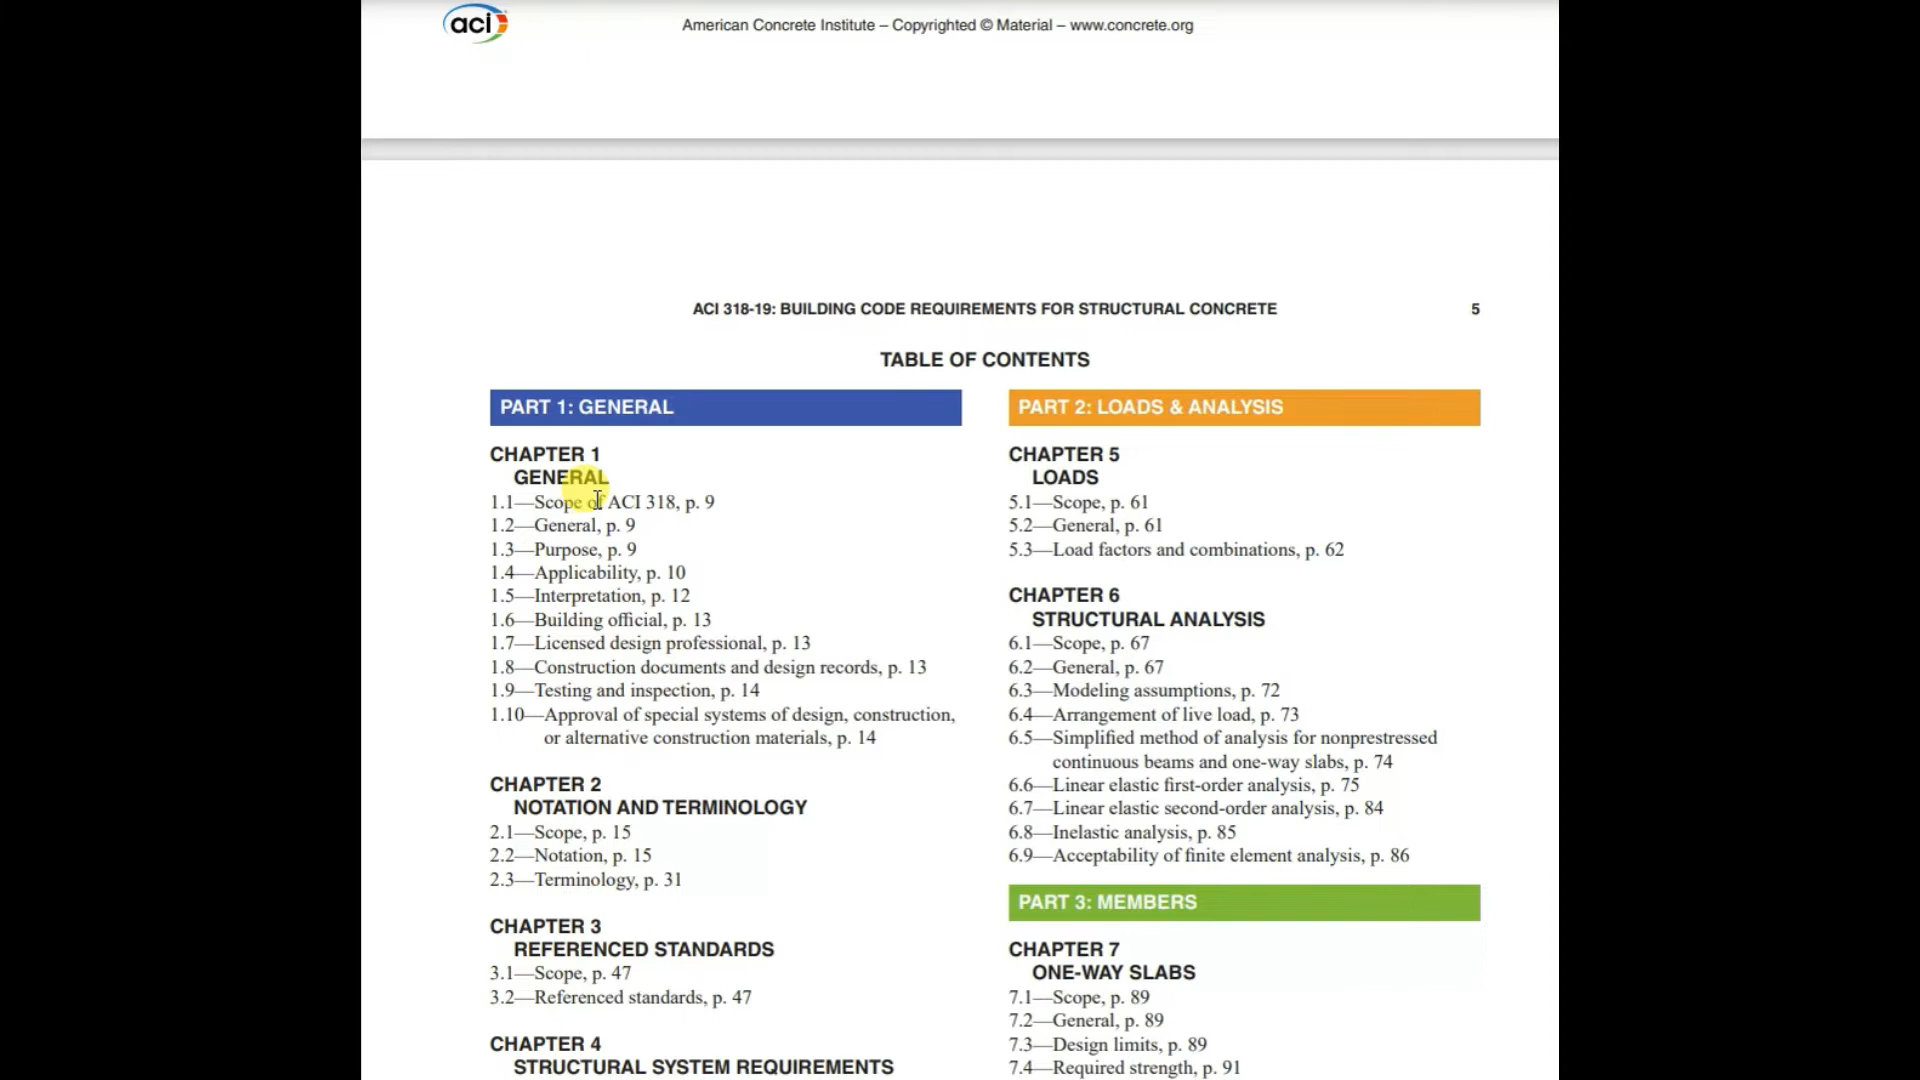 aci
American Concrete Institute – Copyrighted © Material – www.concrete.org
ACI 318-19: BUILDING CODE REQUIREMENTS FOR STRUCTURAL CONCRETE 5
TABLE OF CONTENTS
PART 1: GENERAL
CHAPTER 1
GENERAL
1.1—Scope of ACI 318, p. 9
1.2—General, p. 9
1.3—Purpose, p. 9
1.4—Applicability, p. 10
1.5—Interpretation, p. 12
1.6—Building official, p. 13
1.7—Licensed design professional, p. 13
1.8—Construction documents and design records, p. 13
1.9—Testing and inspection, p. 14
1.10—Approval of special systems of design, construction,
or alternative construction materials, p. 14
CHAPTER 2
NOTATION AND TERMINOLOGY
2.1—Scope, p. 15
2.2—Notation, p. 15
2.3—Terminology, p. 31
CHAPTER 3
REFERENCED STANDARDS
3.1—Scope, p. 47
3.2—Referenced standards, p. 47
CHAPTER 4
STRUCTURAL SYSTEM REQUIREMENTS
PART 2: LOADS & ANALYSIS
CHAPTER 5
LOADS
5.1—Scope, p. 61
5.2—General, p. 61
5.3—Load factors and combinations, p. 62
CHAPTER 6
STRUCTURAL ANALYSIS
6.1—Scope, p. 67
6.2—General, p. 67
6.3—Modeling assumptions, p. 72
6.4—Arrangement of live load, p. 73
6.5—Simplified method of analysis for nonprestressed
continuous beams and one-way slabs, p. 74
6.6—Linear elastic first-order analysis, p. 75
6.7—Linear elastic second-order analysis, p. 84
6.8—Inelastic analysis, p. 85
6.9—Acceptability of finite element analysis, p. 86
PART 3: MEMBERS
CHAPTER 7
ONE-WAY SLABS
7.1—Scope, p. 89
7.2—General, p. 89
7.3—Design limits, p. 89
7.4—Required strength, p. 91